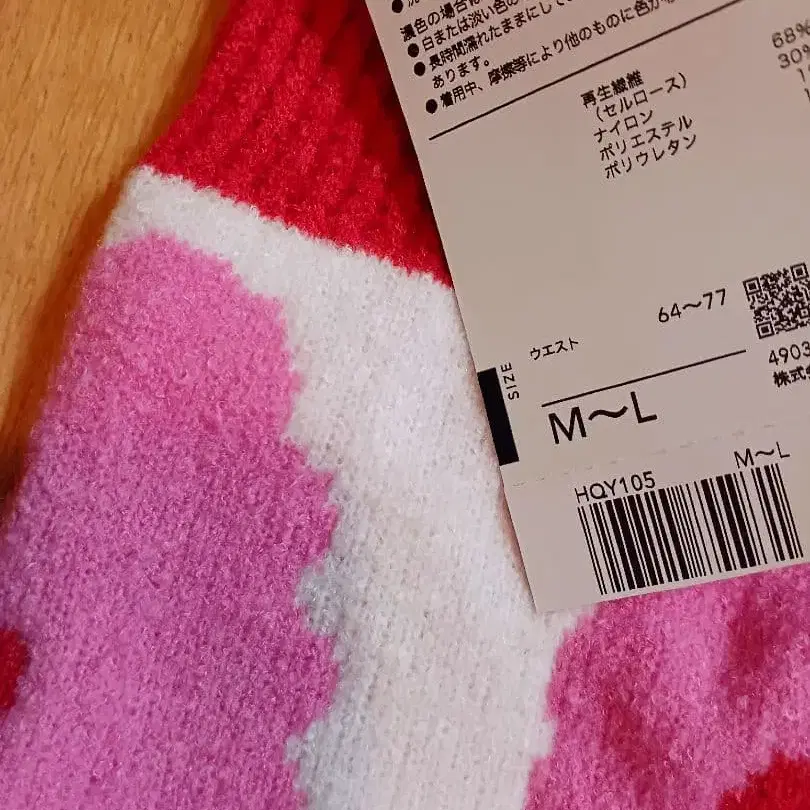 濃色の場合は
●白または淡い色の
●長時間濡れたままにして
あります。
●着用中、摩擦等により他のものに色が
再生繊維 68%
(セルロース) 30%
ナイロン
ポリエステル
ポリウレタン
SIZE
ウエスト 64〜77
4903
株式会
M〜L
HQY105 M〜L